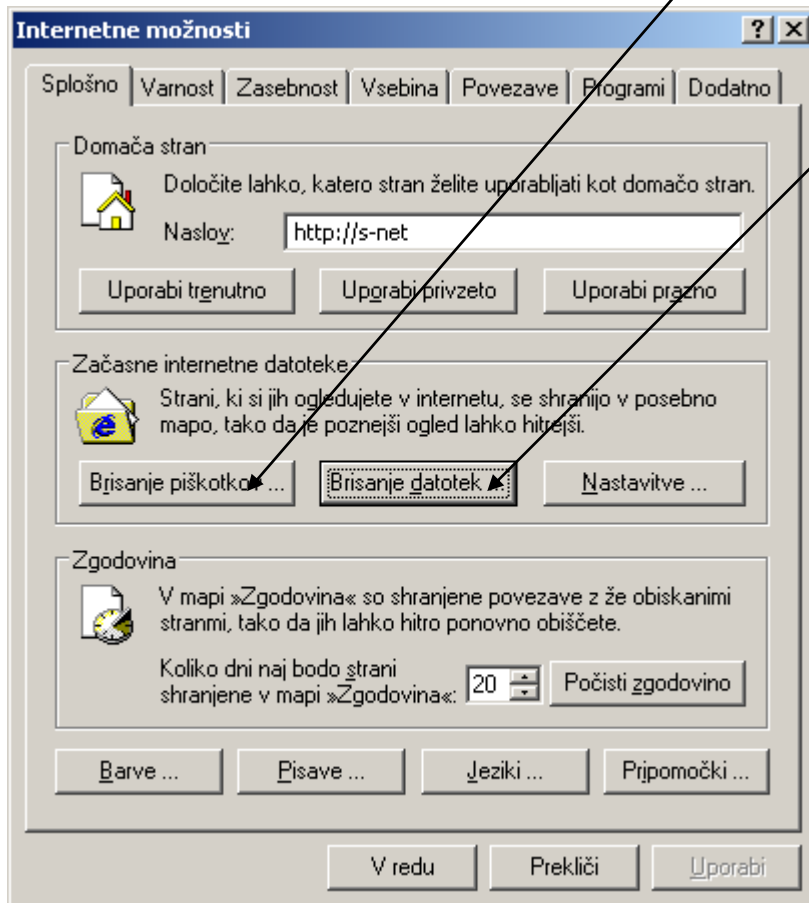 Internetne možnosti
Splošno Varnost Zasebnost Vsebina Povezave Programi Dodatno
Domača stran
Določite lahko, katero stran želite uporabljati kot domačo stran.
Naslov: http://s-net
Uporabi trenutno Uporabi privzeto Uporabi prazno
Začasne internetne datoteke
Strani, ki si jih ogledujete v internetu, se shranijo v posebno
mapo, tako da je poznejši ogled lahko hitrejši.
Brisanje piškotkov ... Brisanje datotek ... Nastavitve ...
Zgodovina
V mapi »Zgodovina« so shranjene povezave z že obiskanimi
stranmi, tako da jih lahko hitro ponovno obiščete.
Koliko dni naj bodo strani
shranjene v mapi »Zgodovina«: 20 Počisti zgodovino
Barve ... Pisave ... Jeziki ... Pripomočki ...
V redu Prekliči Uporabi